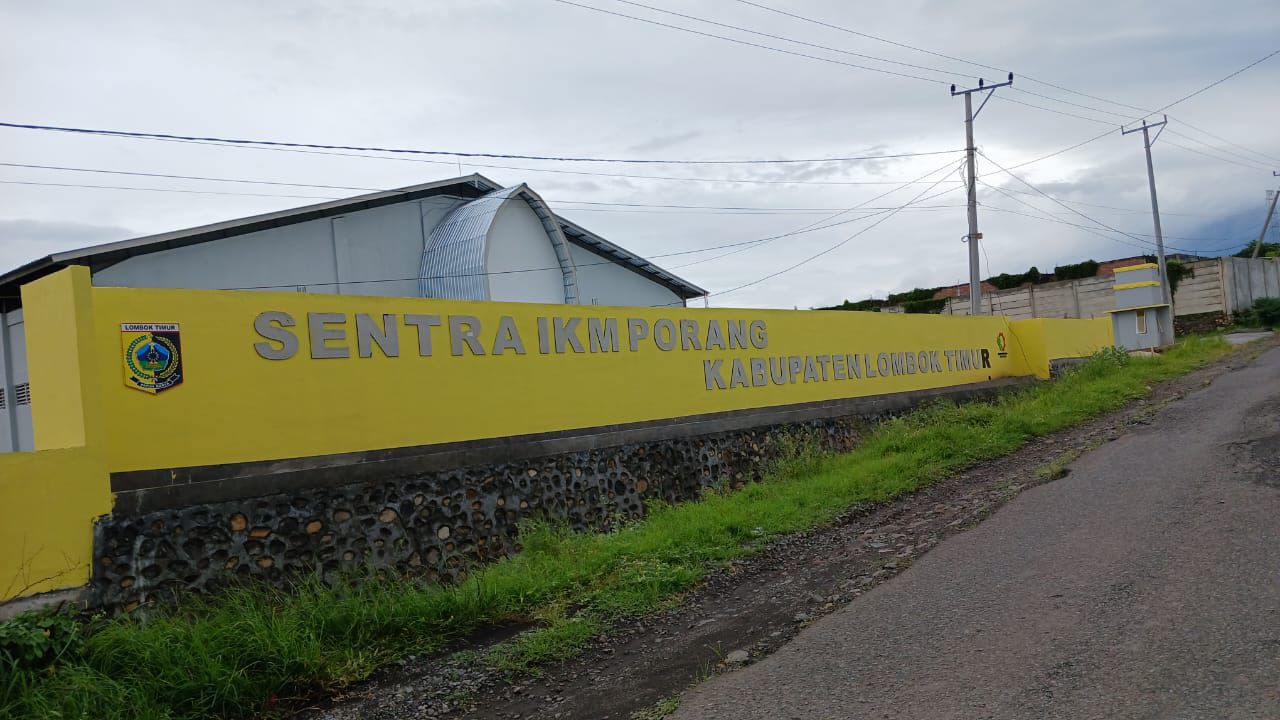 LOMBOK TIMUR
SENTRA IKM PORANG
KABUPATEN LOMBOK TIMUR